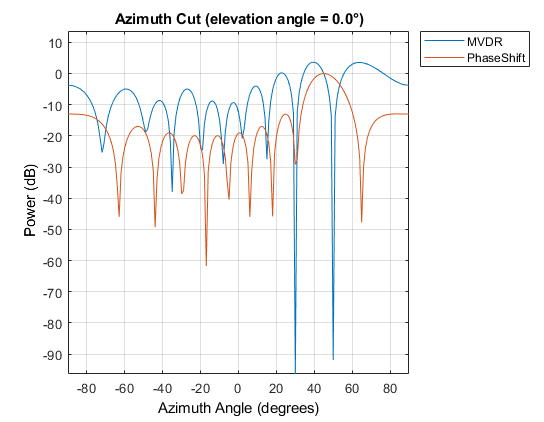 Azimuth Cut (elevation angle = 0.0°)
MVDR
PhaseShift
Power (dB)
10
0
-10
-20
-30
-40
-50
-60
-70
-80
-90
-80 -60 -40 -20 0 20 40 60 80
Azimuth Angle (degrees)